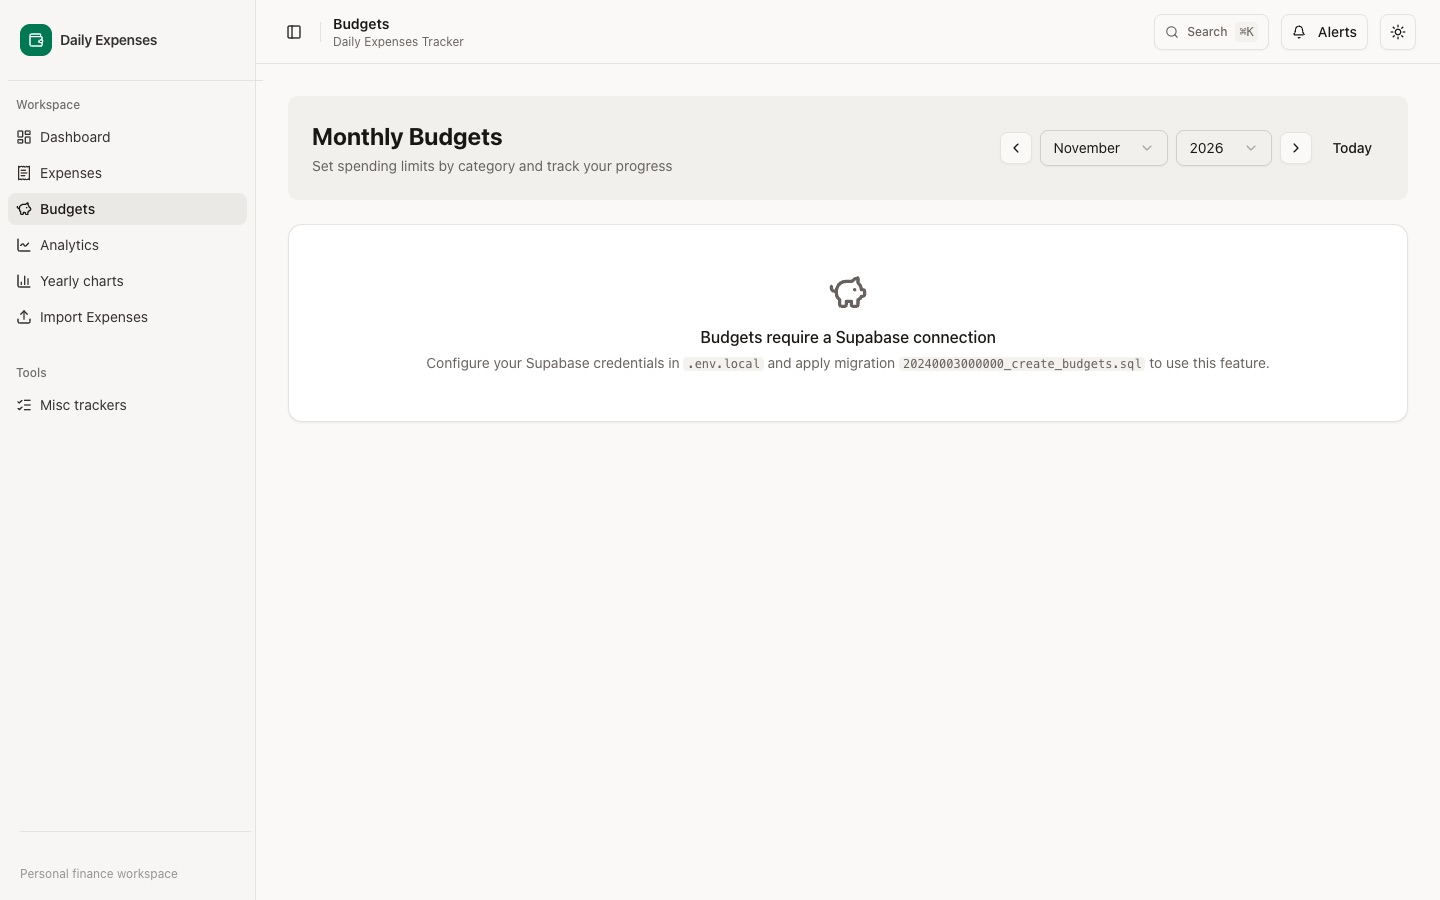 Daily Expenses
Workspace
Dashboard
Expenses
Budgets
Analytics
Yearly charts
Import Expenses
Tools
Misc trackers
Personal finance workspace
Budgets
Daily Expenses Tracker
Search ⌘K
Alerts
Monthly Budgets
Set spending limits by category and track your progress
November
2026
Today
Budgets require a Supabase connection
Configure your Supabase credentials in .env.local and apply migration 20240003000000_create_budgets.sql to use this feature.